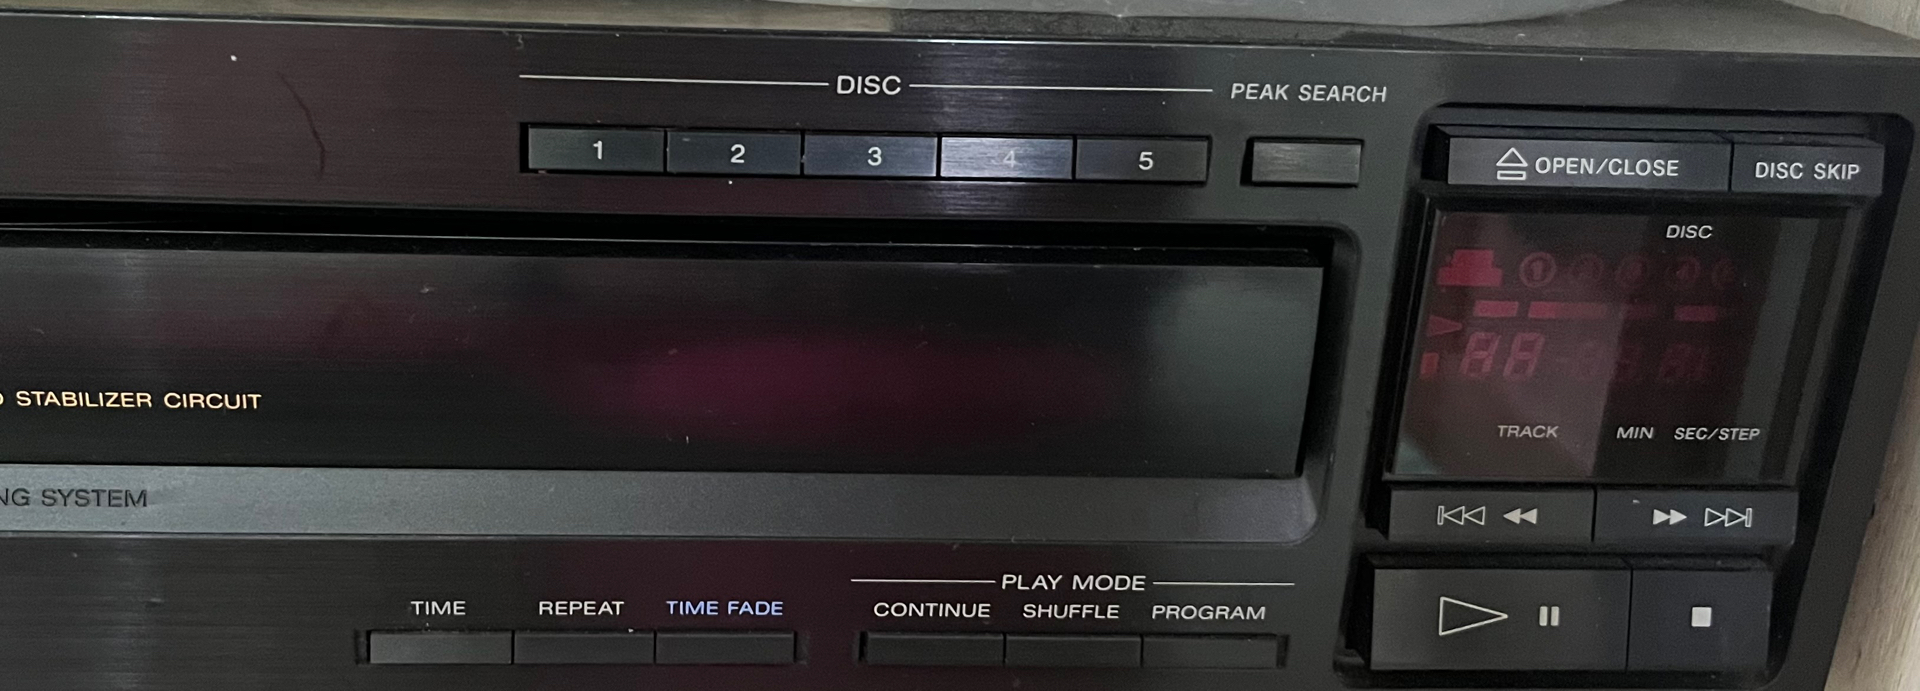 DISC
PEAK SEARCH
1 2 3 4 5
OPEN/CLOSE DISC SKIP
DISC
1
STABILIZER CIRCUIT
TRACK MIN SEC/STEP
SYSTEM
PLAY MODE
TIME REPEAT TIME FADE CONTINUE SHUFFLE PROGRAM